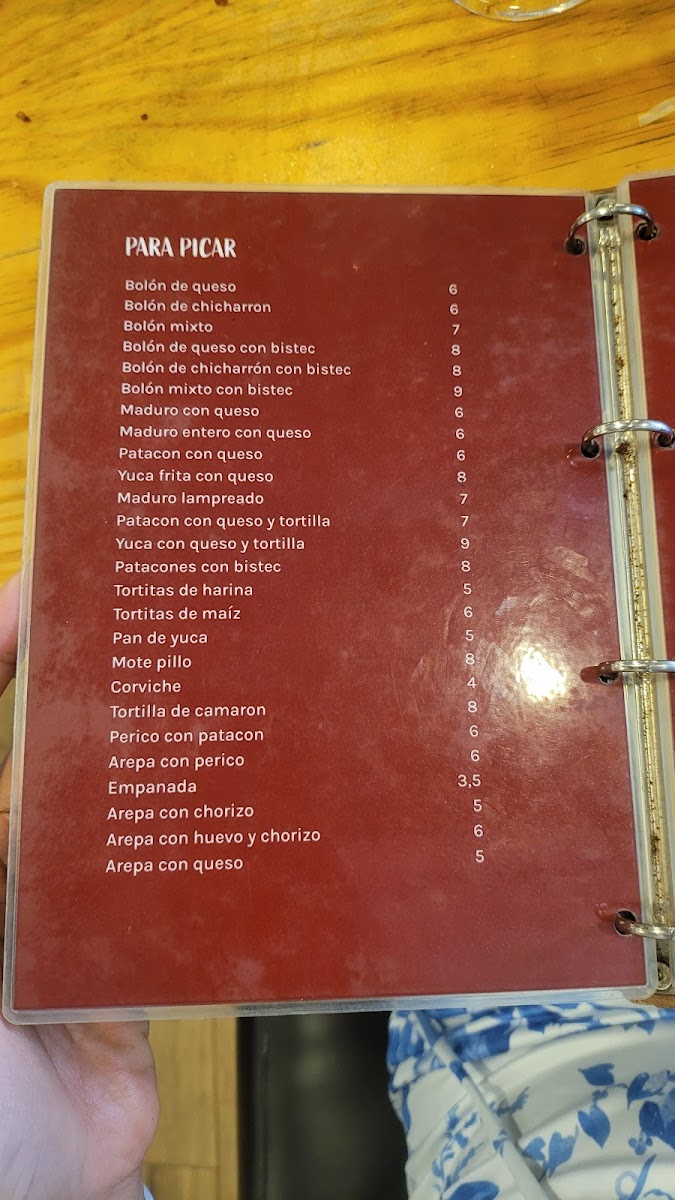 PARA PICAR
Bolón de queso 6
Bolón de chicharron 6
Bolón mixto 7
Bolón de queso con bistec 8
Bolón de chicharrón con bistec 8
Bolón mixto con bistec 9
Maduro con queso 6
Maduro entero con queso 6
Patacon con queso 6
Yuca frita con queso 8
Maduro lampreado 7
Patacon con queso y tortilla 7
Yuca con queso y tortilla 9
Patacones con bistec 8
Tortitas de harina 5
Tortitas de maíz 6
Pan de yuca 5
Mote pillo 8
Corviche 4
Tortilla de camaron 8
Perico con patacon 6
Arepa con perico 6
Empanada 3,5
Arepa con chorizo 5
Arepa con huevo y chorizo 6
Arepa con queso 5